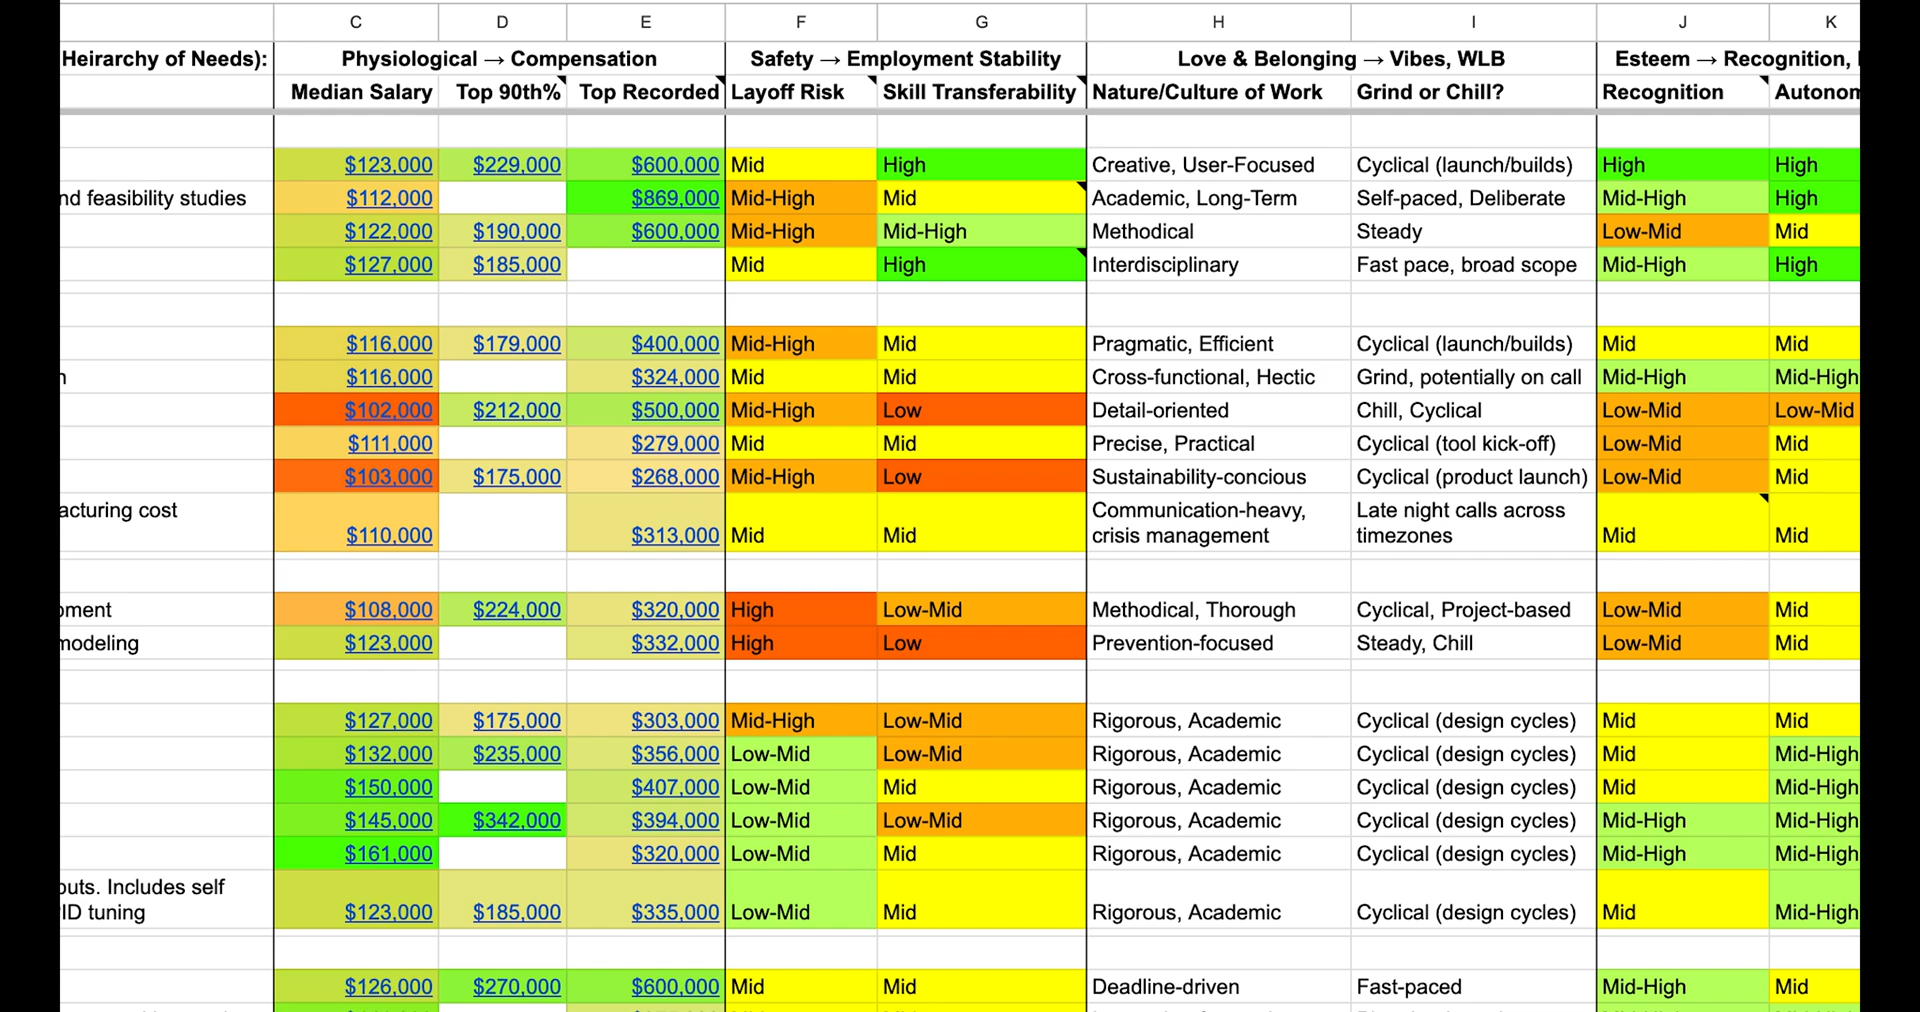 C D E F G H I J K
Heirarchy of Needs): Physiological → Compensation Safety → Employment Stability Love & Belonging → Vibes, WLB Esteem → Recognition,
Median Salary Top 90th% Top Recorded Layoff Risk Skill Transferability Nature/Culture of Work Grind or Chill? Recognition Autonom
$123,000 $229,000 $600,000 Mid High Creative, User-Focused Cyclical (launch/builds) High High
nd feasibility studies $112,000 $869,000 Mid-High Mid Academic, Long-Term Self-paced, Deliberate Mid-High High
$122,000 $190,000 $600,000 Mid-High Mid-High Methodical Steady Low-Mid Mid
$127,000 $185,000 Mid High Interdisciplinary Fast pace, broad scope Mid-High High
$116,000 $179,000 $400,000 Mid-High Mid Pragmatic, Efficient Cyclical (launch/builds) Mid Mid
$116,000 $324,000 Mid Mid Cross-functional, Hectic Grind, potentially on call Mid-High Mid-High
$102,000 $212,000 $500,000 Mid-High Low Detail-oriented Chill, Cyclical Low-Mid Low-Mid
$111,000 $279,000 Mid Mid Precise, Practical Cyclical (tool kick-off) Low-Mid Mid
$103,000 $175,000 $268,000 Mid-High Low Sustainability-concious Cyclical (product launch) Low-Mid Mid
acturing cost Communication-heavy, Late night calls across
$110,000 $313,000 Mid Mid crisis management timezones Mid Mid
pment $108,000 $224,000 $320,000 High Low-Mid Methodical, Thorough Cyclical, Project-based Low-Mid Mid
modeling $123,000 $332,000 High Low Prevention-focused Steady, Chill Low-Mid Mid
$127,000 $175,000 $303,000 Mid-High Low-Mid Rigorous, Academic Cyclical (design cycles) Mid Mid
$132,000 $235,000 $356,000 Low-Mid Low-Mid Rigorous, Academic Cyclical (design cycles) Mid Mid-High
$150,000 $407,000 Low-Mid Mid Rigorous, Academic Cyclical (design cycles) Mid Mid-High
$145,000 $342,000 $394,000 Low-Mid Low-Mid Rigorous, Academic Cyclical (design cycles) Mid-High Mid-High
$161,000 $320,000 Low-Mid Mid Rigorous, Academic Cyclical (design cycles) Mid-High Mid-High
outs. Includes self
ID tuning $123,000 $185,000 $335,000 Low-Mid Mid Rigorous, Academic Cyclical (design cycles) Mid Mid-High
$126,000 $270,000 $600,000 Mid Mid Deadline-driven Fast-paced Mid-High Mid